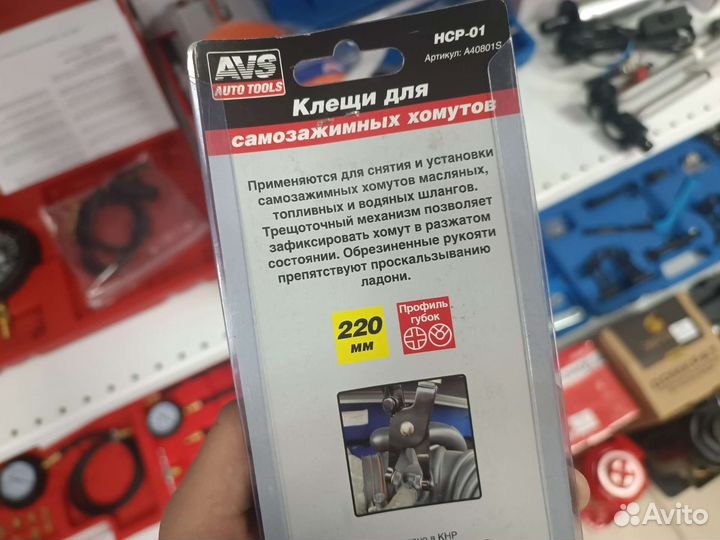 AVS
AUTO TOOLS
HCP-01
Артикул: A40801S
Клещи для
самозажимных хомутов
Применяются для снятия и установки
самозажимных хомутов масляных,
топливных и водяных шлангов.
Трещоточный механизм позволяет
зафиксировать хомут в разжатом
состоянии. Обрезиненные рукояти
препятствуют проскальзыванию
ладони.
220
мм
Профиль
губок
в КНР
Avito